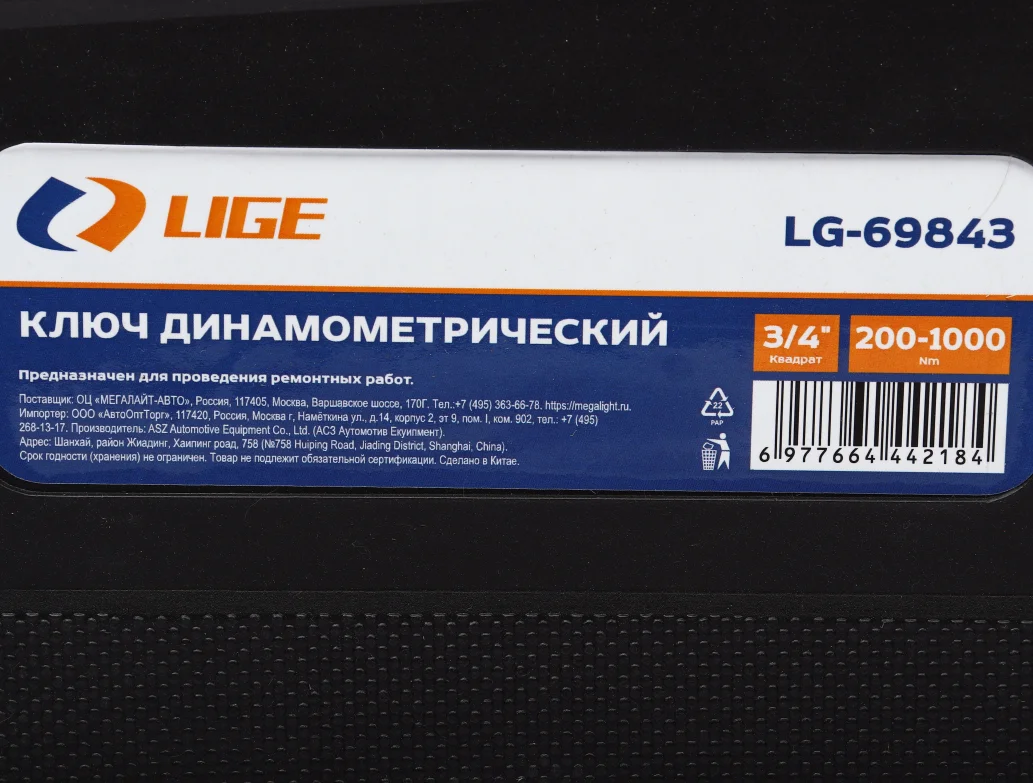 LIGE
LG-69843
КЛЮЧ ДИНАМОМЕТРИЧЕСКИЙ
3/4"
Квадрат
200-1000
Nm
Предназначен для проведения ремонтных работ.
Поставщик: ОЦ «МЕГАЛАЙТ-АВТО», Россия, 117405, Москва, Варшавское шоссе, 170Г. Тел.:+7 (495) 363-66-78. https://megalight.ru.
Импортер: ООО «АвтоОптТорг», 117420, Россия, Москва г, Намёткина ул., д.14, корпус 2, эт 9, пом. I, ком. 902, тел.: +7 (495)
268-13-17. Производитель: ASZ Automotive Equipment Co., Ltd. (АСЗ Аутомотив Екуипмент).
Адрес: Шанхай, район Жиадинг, Хаипинг роад, 758 (№758 Huiping Road, Jiading District, Shanghai, China).
Срок годности (хранения) не ограничен. Товар не подлежит обязательной сертификации. Сделано в Китае.
22
PAP
6 977664 442184